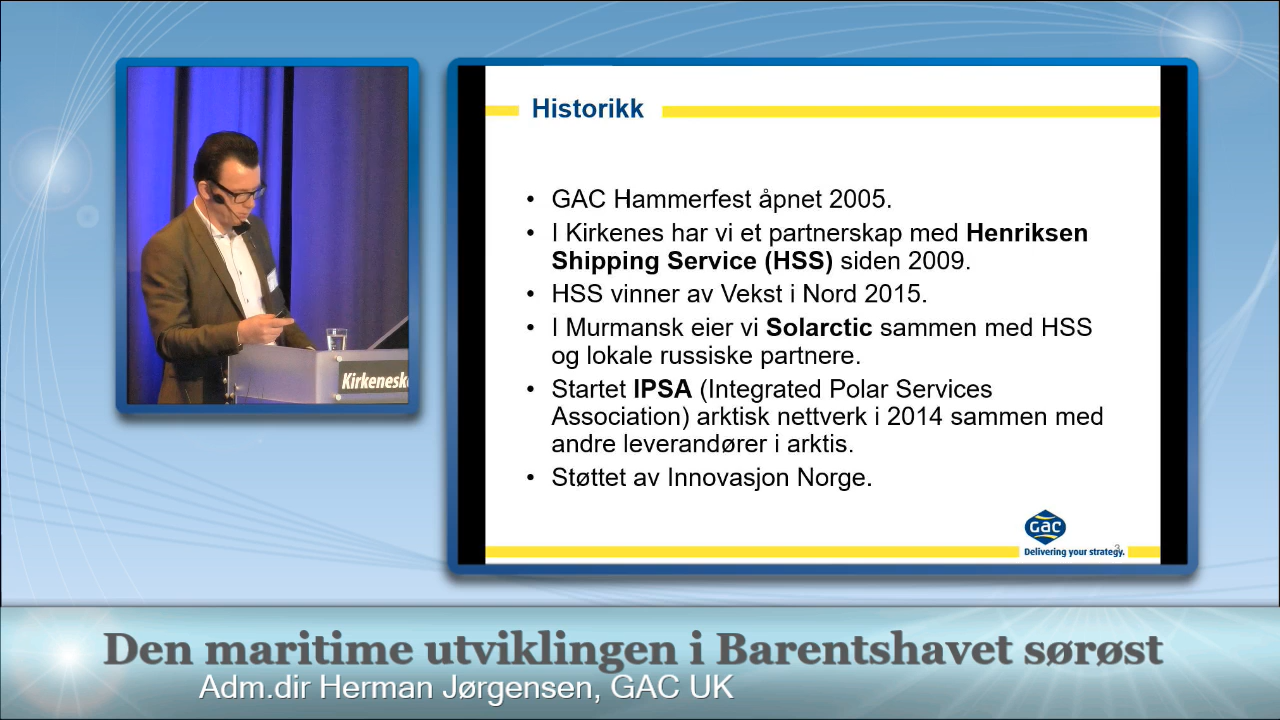 Historikk
• GAC Hammerfest åpnet 2005.
• I Kirkenes har vi et partnerskap med Henriksen
Shipping Service (HSS) siden 2009.
• HSS vinner av Vekst i Nord 2015.
• I Murmansk eier vi Solarctic sammen med HSS
og lokale russiske partnere.
• Startet IPSA (Integrated Polar Services
Association) arktisk nettverk i 2014 sammen med
andre leverandører i arktis.
• Støttet av Innovasjon Norge.
GAC
Delivering your strategy.
Kirkenesk
Den maritime utviklingen i Barentshavet sørøst
Adm.dir Herman Jørgensen, GAC UK